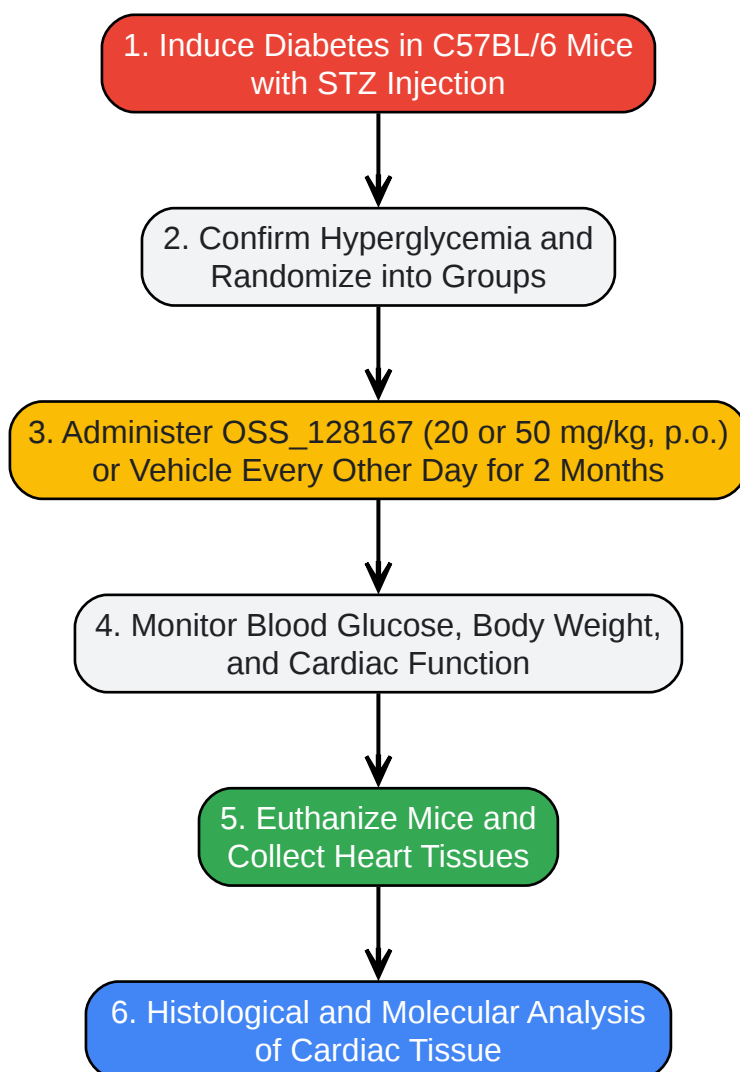 1. Induce Diabetes in C57BL/6 Mice
with STZ Injection
2. Confirm Hyperglycemia and
Randomize into Groups
3. Administer OSS_128167 (20 or 50 mg/kg, p.o.)
or Vehicle Every Other Day for 2 Months
4. Monitor Blood Glucose, Body Weight,
and Cardiac Function
5. Euthanize Mice and
Collect Heart Tissues
6. Histological and Molecular Analysis
of Cardiac Tissue